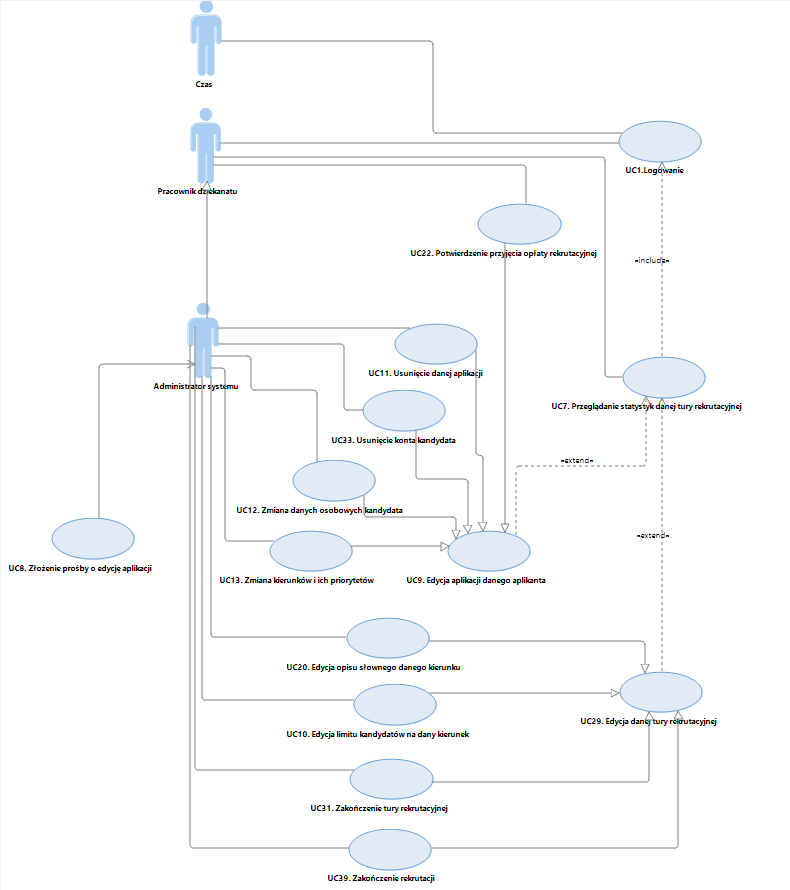 Czas
Pracownik dziekanatu
UC1.Logowanie
UC22. Potwierdzenie przyjęcia opłaty rekrutacyjnej
«include»
Administrator systemu
UC11. Usunięcie danej aplikacji
UC7. Przeglądanie statystyk danej tury rekrutacyjnej
UC33. Usunięcie konta kandydata
«extend»
UC12. Zmiana danych osobowych kandydata
«extend»
UC8. Złożenie prośby o edycję aplikacji
UC13. Zmiana kierunków i ich priorytetów
UC9. Edycja aplikacji danego aplikanta
UC20. Edycja opisu słownego danego kierunku
UC29. Edycja danej tury rekrutacyjnej
UC10. Edycja limitu kandydatów na dany kierunek
UC31. Zakończenie tury rekrutacyjnej
UC39. Zakończenie rekrutacji